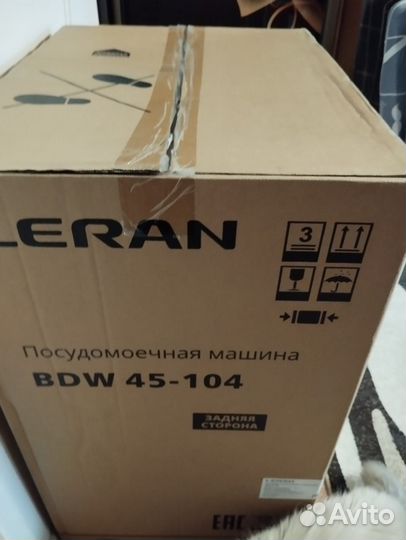 LERAN
3
Посудомоечная машина
BDW 45-104
ЗАДНЯЯ
СТОРОНА
EAC
Avito